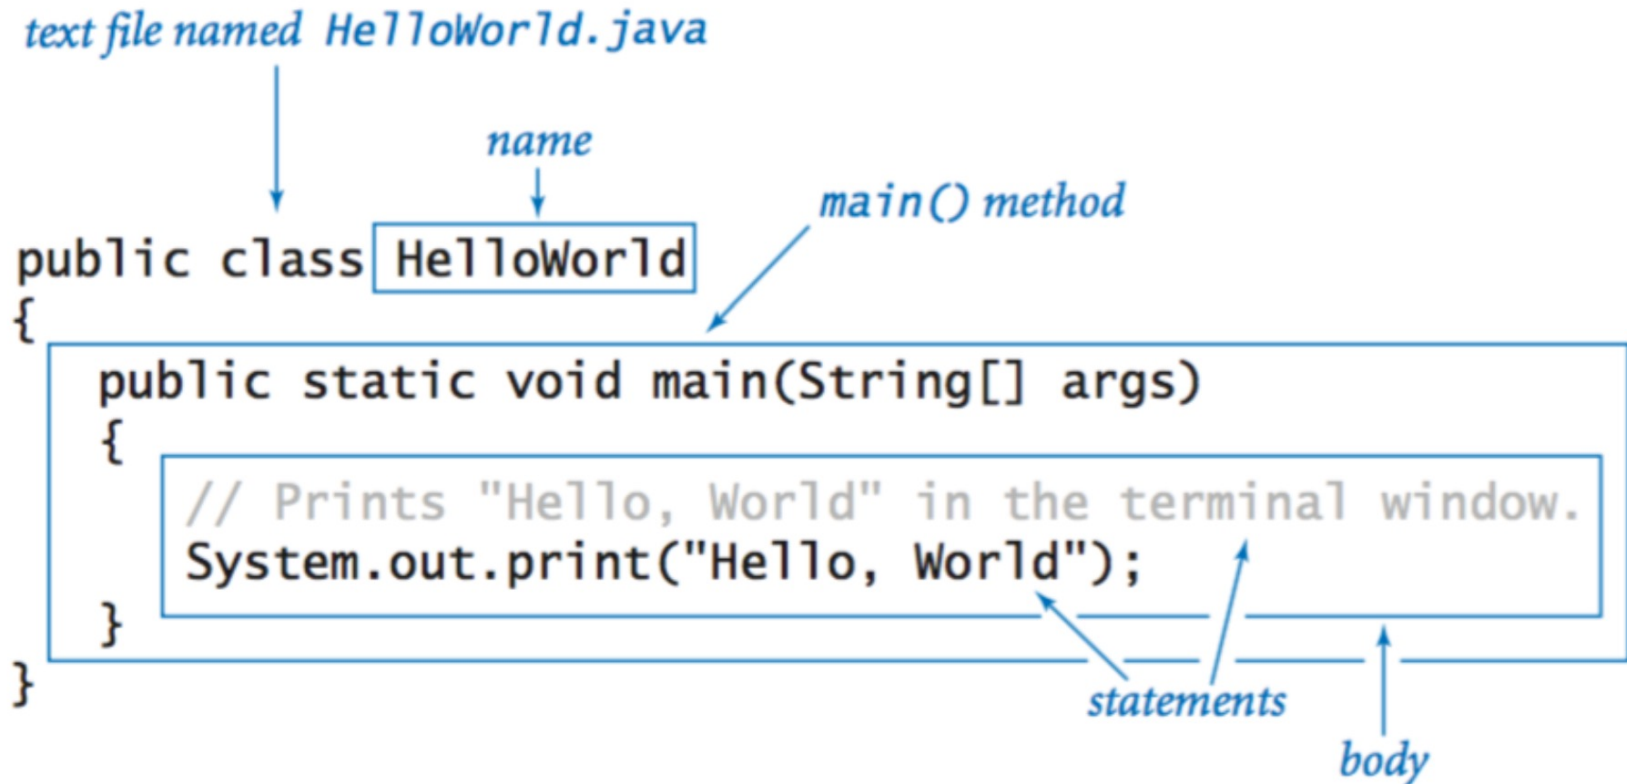 text file named HelloWorld.java
name
main() method
public class HelloWorld
{
public static void main(String[] args)
{
// Prints "Hello, World" in the terminal window.
System.out.print("Hello, World");
}
}
statements
body